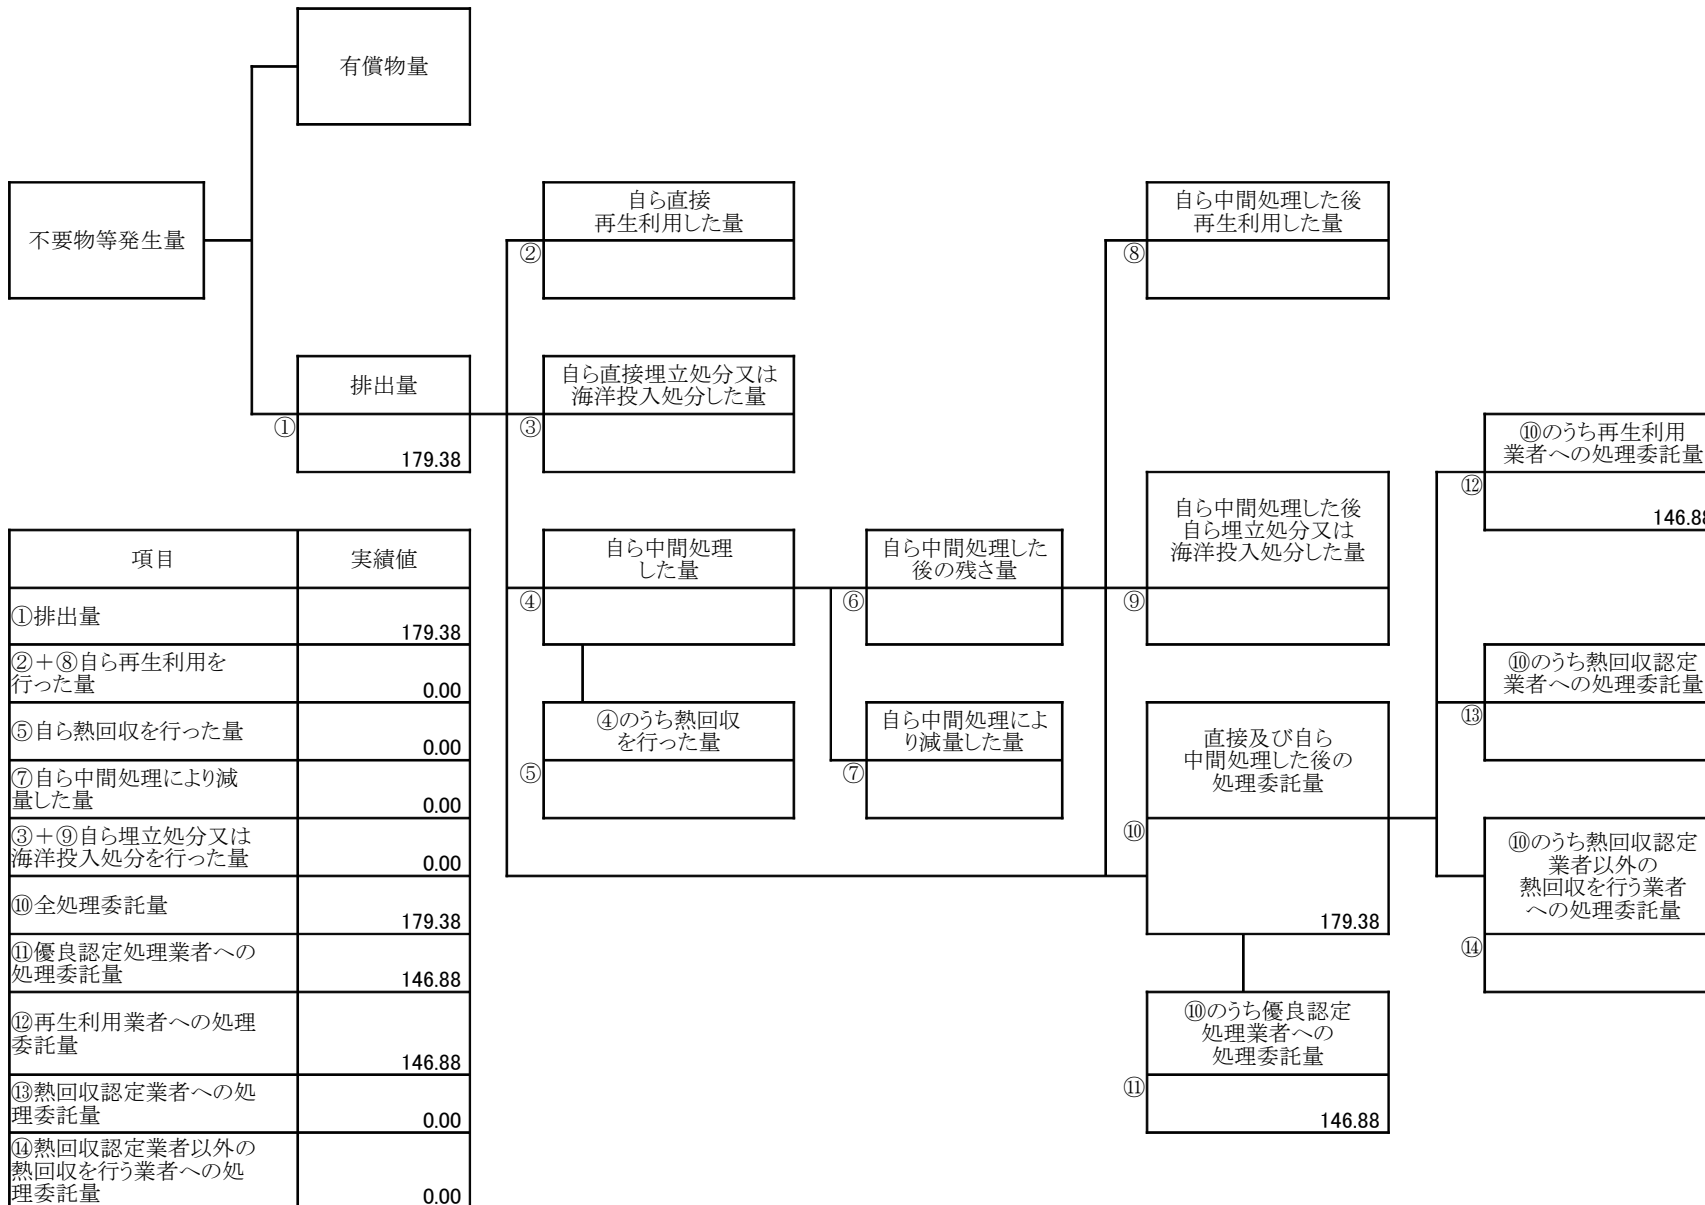 有償物量
不要物等発生量
自ら直接
再生利用した量
②
自ら中間処理した後
再生利用した量
⑧
排出量
①
179.38
自ら直接埋立処分又は
海洋投入処分した量
③
⑩のうち再生利用
業者への処理委託量
⑫
146.88
自ら中間処理
した量
④
自ら中間処理した
後の残さ量
⑥
自ら中間処理した後
自ら埋立処分又は
海洋投入処分した量
⑨
④のうち熱回収
を行った量
⑤
自ら中間処理によ
り減量した量
⑦
直接及び自ら
中間処理した後の
処理委託量
⑩
179.38
⑩のうち熱回収認定
業者への処理委託量
⑬
⑩のうち熱回収認定
業者以外の
熱回収を行う業者
への処理委託量
⑭
⑩のうち優良認定
処理業者への
処理委託量
⑪
146.88
項目 実績値
①排出量
179.38
②+⑧自ら再生利用を
行った量
0.00
⑤自ら熱回収を行った量
0.00
⑦自ら中間処理により減
量した量
0.00
③+⑨自ら埋立処分又は
海洋投入処分を行った量
0.00
⑩全処理委託量
179.38
⑪優良認定処理業者への
処理委託量
146.88
⑫再生利用業者への処理
委託量
146.88
⑬熱回収認定業者への処
理委託量
0.00
⑭熱回収認定業者以外の
熱回収を行う業者への処
理委託量
0.00